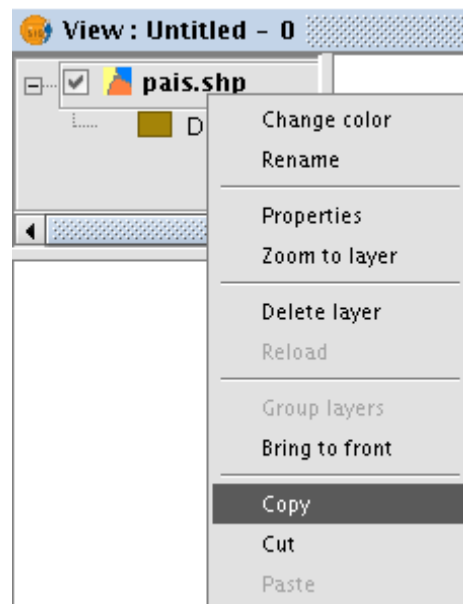 View : Untitled - 0
pais.shp
D
Change color
Rename
Properties
Zoom to layer
Delete layer
Reload
Group layers
Bring to front
Copy
Cut
Paste